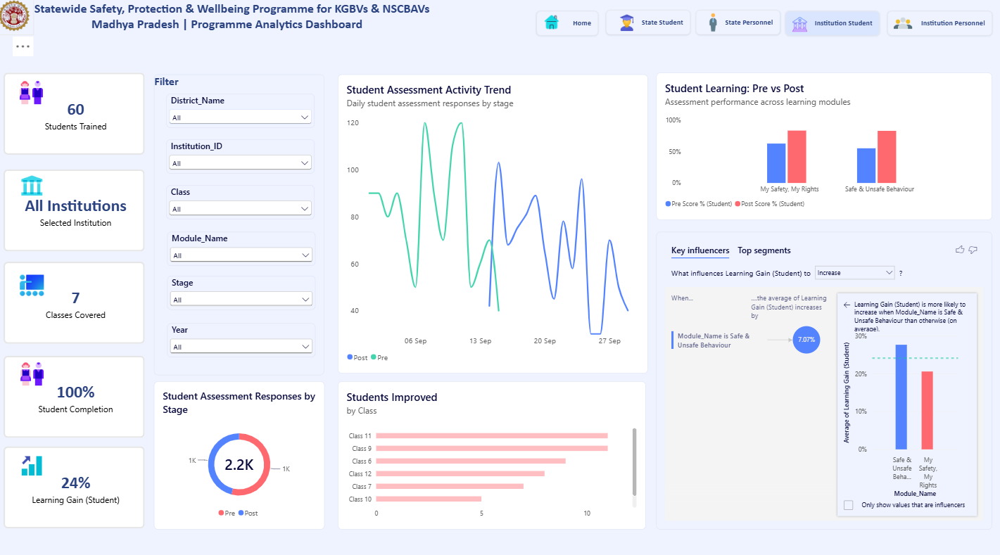 Statewide Safety, Protection & Wellbeing Programme for KGBVs & NSCBAVs
Madhya Pradesh | Programme Analytics Dashboard
Home
State Student
State Personnel
Institution Student
Institution Personnel
60
Students Trained
All Institutions
Selected Institution
7
Classes Covered
100%
Student Completion
24%
Learning Gain (Student)
Filter
District_Name
All
Institution_ID
All
Class
All
Module_Name
All
Stage
All
Year
All
Student Assessment Responses by
Stage
1K
2.2K
1K
Pre Post
Student Assessment Activity Trend
Daily student assessment responses by stage
120
100
80
60
40
06 Sep 13 Sep 20 Sep 27 Sep
Post Pre
Students Improved
by Class
Class 11
Class 9
Class 6
Class 12
Class 7
Class 10
0 5 10
Student Learning: Pre vs Post
Assessment performance across learning modules
100%
50%
0%
My Safety, My Rights Safe & Unsafe Behaviour
Pre Score % (Student) Post Score % (Student)
Key influencers Top segments
What influences Learning Gain (Student) to Increase ?
When...
....the average of Learning
Gain (Student) increases
by
Module_Name is Safe &
Unsafe Behaviour
7.07%
Learning Gain (Student) is more likely to
increase when Module_Name is Safe &
Unsafe Behaviour than otherwise (on
average).
30%
20%
10%
0%
Average of Learning Gain (Student)
Safe &
Unsafe
Beha...
My
Safety,
My
Rights
Module_Name
Only show values that are influencers